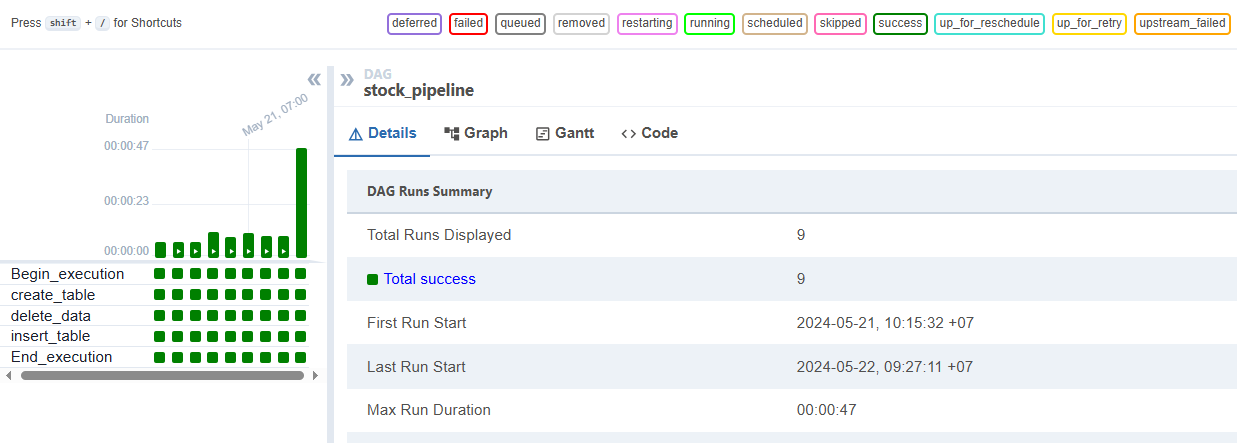 Press shift + / for Shortcuts
deferred failed queued removed restarting running scheduled skipped success up_for_reschedule up_for_retry upstream_failed
DAG
stock_pipeline
May 21, 07:00
Duration
00:00:47
00:00:23
00:00:00
Begin_execution
create_table
delete_data
insert_table
End_execution
Details Graph Gantt Code
DAG Runs Summary
Total Runs Displayed 9
Total success 9
First Run Start 2024-05-21, 10:15:32 +07
Last Run Start 2024-05-22, 09:27:11 +07
Max Run Duration 00:00:47